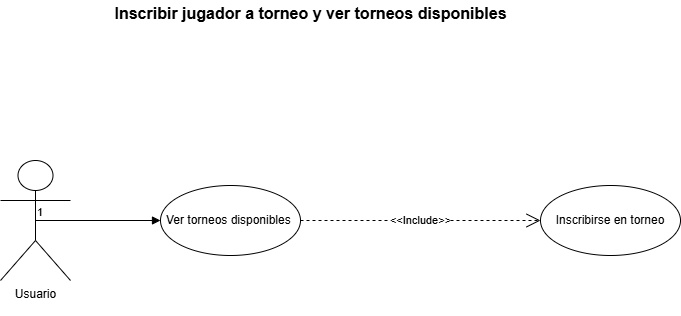 Inscribir jugador a torneo y ver torneos disponibles
1
Ver torneos disponibles
<<Include>>
Inscribirse en torneo
Usuario